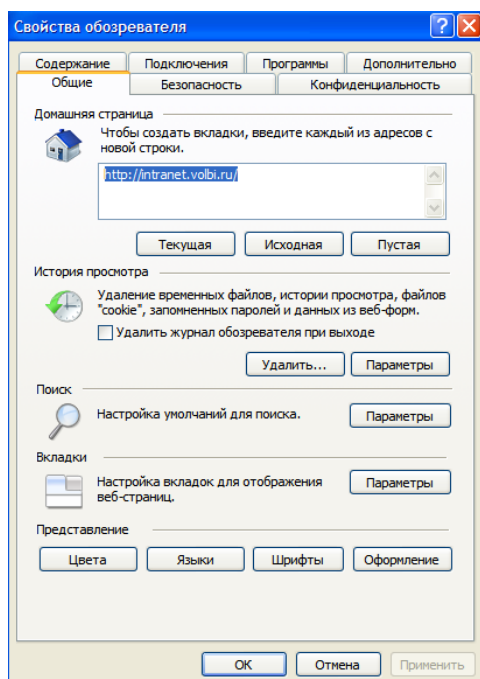 Свойства обозревателя
Содержание Подключения Программы Дополнительно
Общие Безопасность Конфиденциальность
Домашняя страница
Чтобы создать вкладки, введите каждый из адресов с
новой строки.
http://intranet.volbi.ru/
Текущая Исходная Пустая
История просмотра
Удаление временных файлов, истории просмотра, файлов
"cookie", запомненных паролей и данных из веб-форм.
Удалить журнал обозревателя при выходе
Удалить... Параметры
Поиск
Настройка умолчаний для поиска. Параметры
Вкладки
Настройка вкладок для отображения
веб-страниц.
Параметры
Представление
Цвета Языки Шрифты Оформление
ОК Отмена Применить